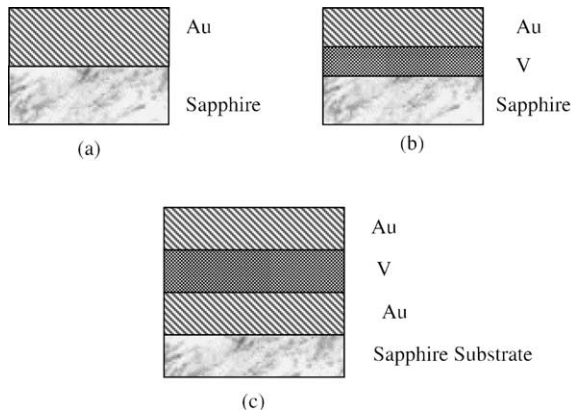 Au
Sapphire
(a)
Au
V
Sapphire
(b)
Au
V
Au
Sapphire Substrate
(c)